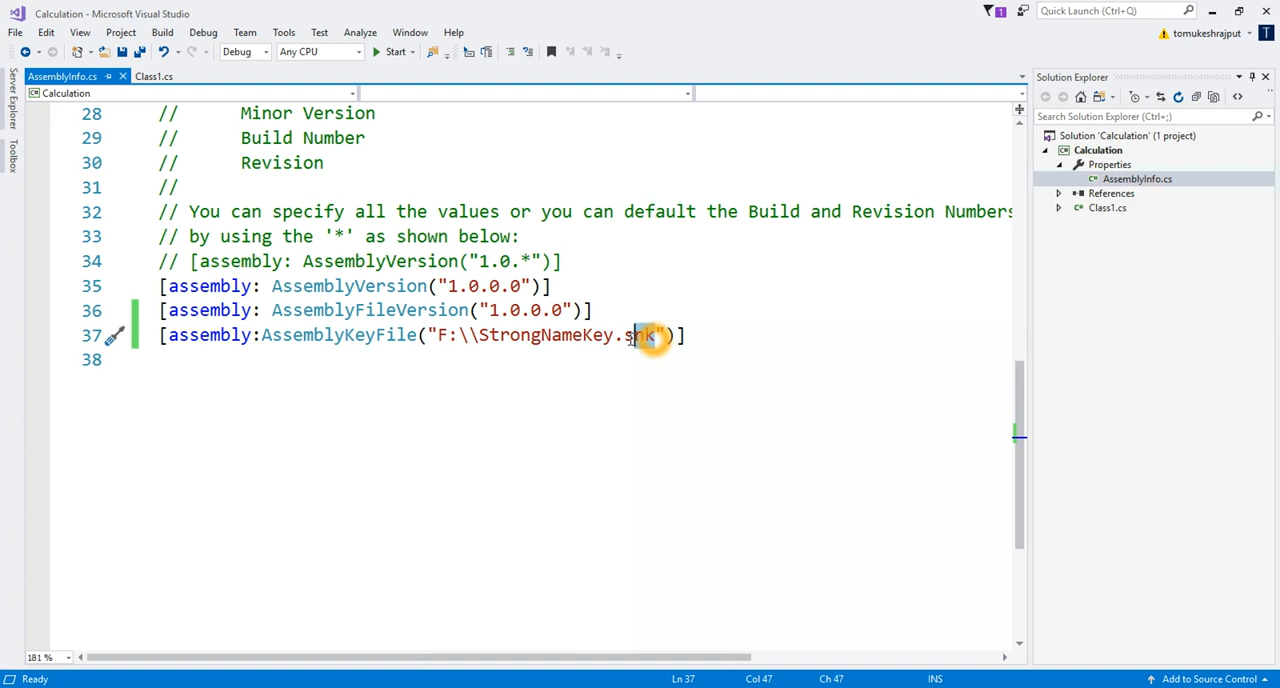 Calculation - Microsoft Visual Studio
1
Quick Launch (Ctrl+Q)
File Edit View Project Build Debug Team Tools Test Analyze Window Help
tomukeshrajput
T
Debug Any CPU Start
AssemblyInfo.cs Class1.cs
Calculation
Server Explorer
Toolbox
28 // Minor Version
29 // Build Number
30 // Revision
31 //
32 // You can specify all the values or you can default the Build and Revision Numbers
33 // by using the '*' as shown below:
34 // [assembly: AssemblyVersion("1.0.*")]
35 [assembly: AssemblyVersion("1.0.0.0")]
36 [assembly: AssemblyFileVersion("1.0.0.0")]
37 [assembly:AssemblyKeyFile("F:\\StrongNameKey.snk")]
38
181 %
Solution Explorer
Search Solution Explorer (Ctrl+;)
Solution 'Calculation' (1 project)
C# Calculation
Properties
C# AssemblyInfo.cs
References
C# Class1.cs
Ready Ln 37 Col 47 Ch 47 INS Add to Source Control